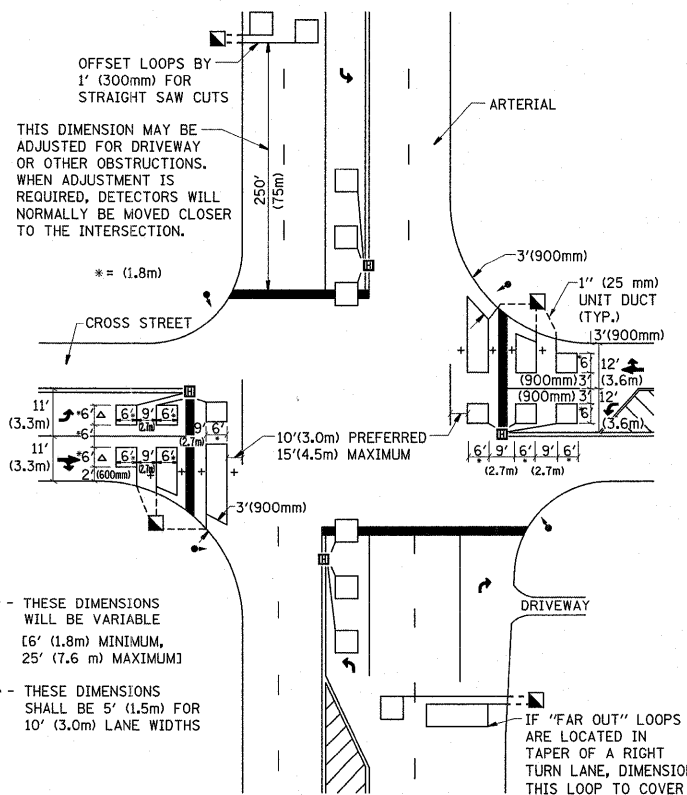 OFFSET LOOPS BY
1' (300mm) FOR
STRAIGHT SAW CUTS
ARTERIAL
THIS DIMENSION MAY BE
ADJUSTED FOR DRIVEWAY
OR OTHER OBSTRUCTIONS.
WHEN ADJUSTMENT IS
REQUIRED, DETECTORS WILL
NORMALLY BE MOVED CLOSER
TO THE INTERSECTION.
250'
(75m)
* = (1.8m)
H
3'(900mm)
1" (25 mm)
UNIT DUCT
(TYP.)
CROSS STREET
3'(900mm)
*6'
12'
(3.6m)
(900mm) 3'
(900mm) 3'
*6'
12'
(3.6m)
H
11'
(3.3m)
*6'
6' 9' 6'
* (2.7m) *
9' 6'
(2.7m) *
*6'
11'
(3.3m)
*6'
6' 9' 6'
* (2.7m) *
2' (600mm)
H
10'(3.0m) PREFERRED
15'(4.5m) MAXIMUM
6' 9' 6' 9' 6'
* (2.7m) * (2.7m) *
H
3'(900mm)
H
- THESE DIMENSIONS
WILL BE VARIABLE
[6' (1.8m) MINIMUM,
25' (7.6 m) MAXIMUM]
DRIVEWAY
- THESE DIMENSIONS
SHALL BE 5' (1.5m) FOR
10' (3.0m) LANE WIDTHS
IF "FAR OUT" LOOPS
ARE LOCATED IN
TAPER OF A RIGHT
TURN LANE, DIMENSION
THIS LOOP TO COVER